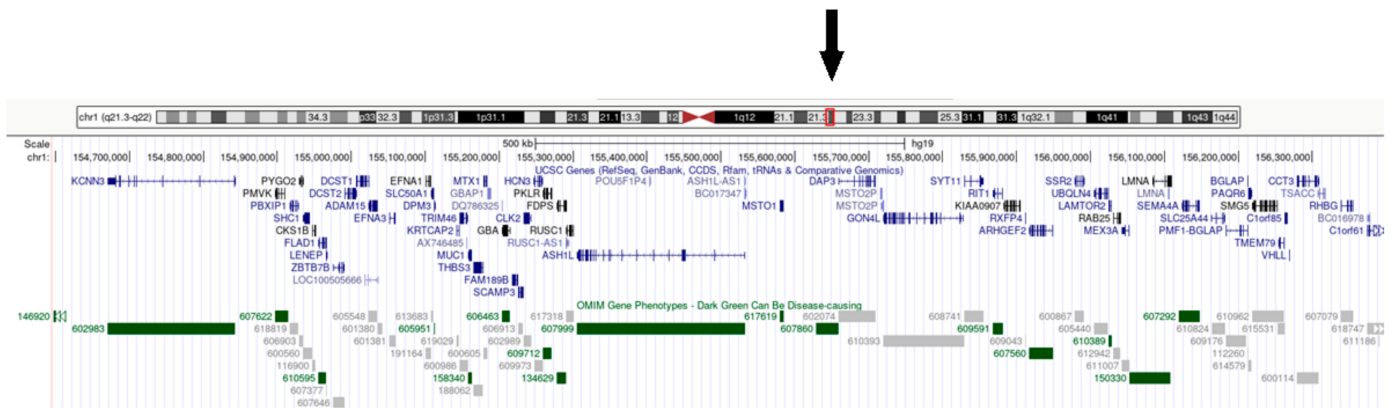 chr1 (q21.3-q22) 34.3 p33 32.3 1p31.3 1p31.1 21.3 21.1 13.3 12 1q12 21.1 21.3 23.3 25.3 31.1 31.3 1q32.1 1q41 1q43 1q44
Scale 500 kb hg19
chr1: 154,700,000 154,800,000 154,900,000 155,000,000 155,100,000 155,200,000 155,300,000 155,400,000 155,500,000 155,600,000 155,700,000 155,800,000 155,900,000 156,000,000 156,100,000 156,200,000 156,300,000
UCSC Genes (RefSeq, GenBank, CCDS, Rfam, tRNAs & Comparative Genomics)
KCNN3 PYGO2 DCST1 EFNA1 MTX1 HCN3 POU5F1P4 ASH1L-AS1 DAP3 SYT11 SSR2 LMNA BGLAP CCT3
PMVK DCST2 SLC50A1 GBAP1 PKLR BC017347 MSTO2P RIT1 UBQLN4 LMNA PAQR6 TSACC
PBXIP1 ADAM15 DPM3 DQ786325 FDPS MSTO1 MSTO2P KIAA0907 LAMTOR2 SEMA4A SMG5 RHBG
SHC1 EFNA3 TRIM46 CLK2 GON4L RXFP4 RAB25 SLC25A44 C1orf85 BC016978
CKS1B KRTCAP2 GBA RUSC1 ARHGEF2 MEX3A PMF1-BGLAP C1orf61
FLAD1 AX746485 RUSC1-AS1 TMEM79
LENEP MUC1 ASH1L VHLL
ZBTB7B THBS3
LOC100505666 FAM189B
SCAMP3
OMIM Gene Phenotypes - Dark Green Can Be Disease-causing
146920 607622 605548 613683 606463 617318 617619 602074 608741 600867 607292 610962 607079
602983 618819 601380 605951 606913 607999 607860 609591 605440 610824 615531 618747
606903 601381 619029 602989 610393 609043 610389 609176 611186
600560 191164 600605 609712 607560 612942 112260
116900 600986 609973 611007 614579
610595 158340 134629 150330 600114
607377 188062
607646